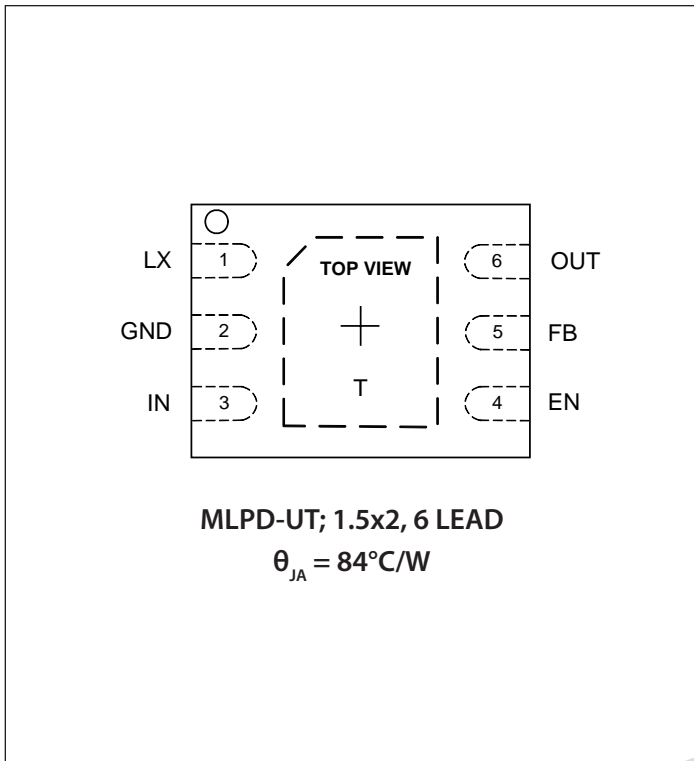 TOP VIEW
LX 1 6 OUT
GND 2 5 FB
IN 3 T 4 EN
MLPD-UT; 1.5x2, 6 LEAD
θJA = 84°C/W